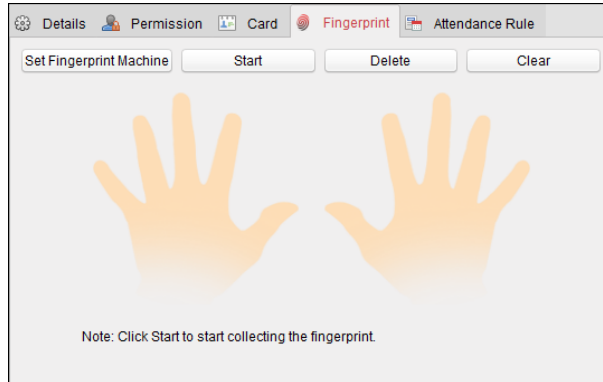 Details Permission Card Fingerprint Attendance Rule
Set Fingerprint Machine Start Delete Clear
Note: Click Start to start collecting the fingerprint.